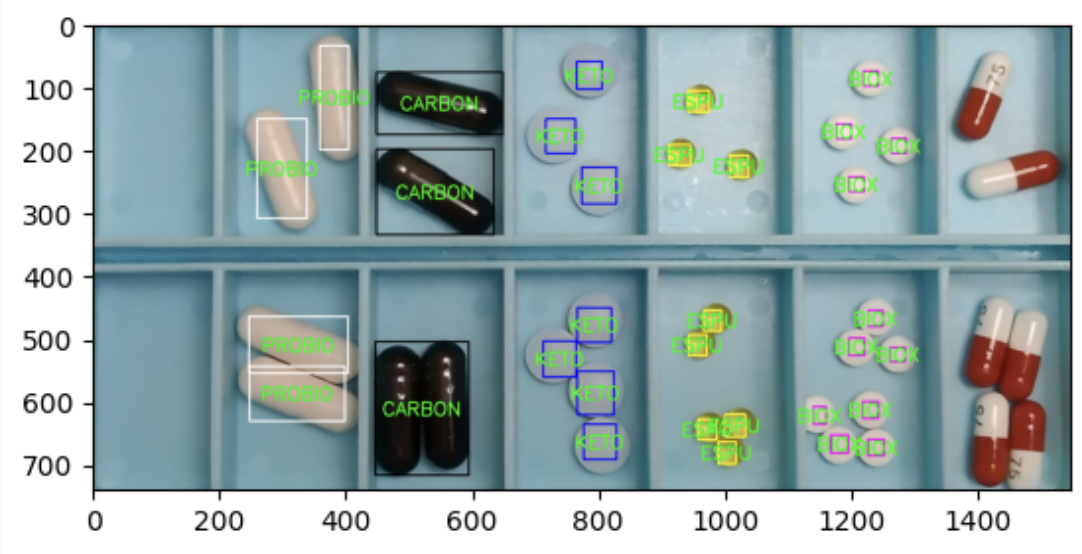 0
75
KETO
BIOX
100
PROBIO
CARBON
ESPU
KETO
BIOX
BIOX
200
PROBIO
CARBON
ESPU
ESPU
KETO
BIOX
300
400
75
KETO
ESPU
BIOX
500
PROBIO
KETO
ESPU
BIOX
BIOX
PROBIO
KETO
600
CARBON
BIOX
BIOX
75
KETO
ESPU
ESPU
BIOX
BIOX
ESPU
700
75
0 200 400 600 800 1000 1200 1400